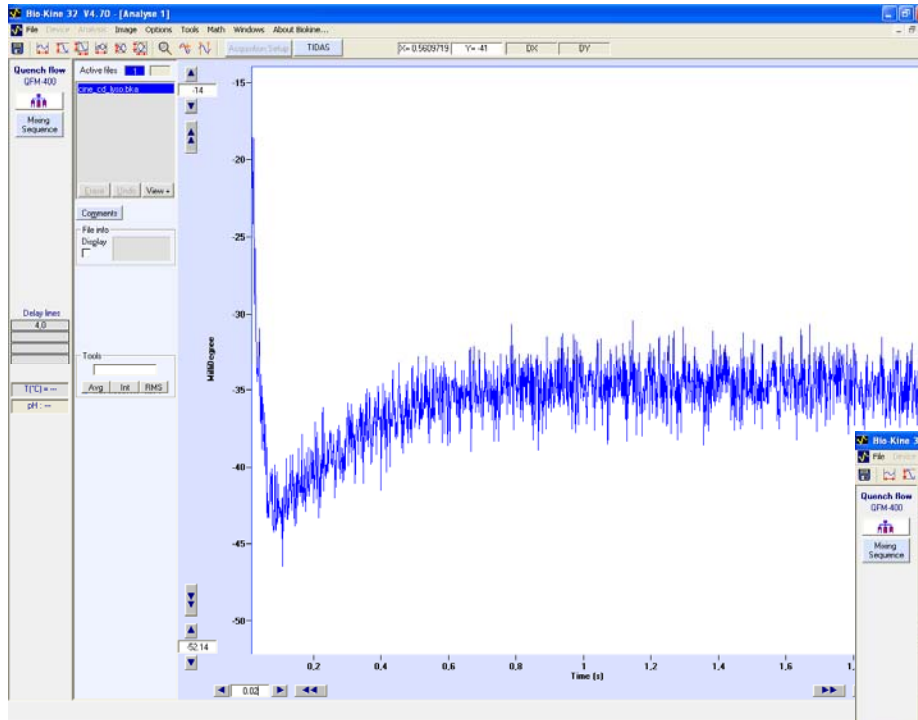 Bio-Kine 32 V4.70 - [Analyse 1]
File Device Analysis Image Options Tools Math Windows About Biokine...
Acquisition Setup TIDAS X= 0.5609719 Y= -41 DX DY
Quench flow
QFM-400
Mixing
Sequence
Delay lines
4,0
T(°C) = --
pH : --
Active files 1
cine_cd_lyso.bka
Erase Undo View +
Comments
File info
Display
Tools
Avg Int RMS
-14
-52.14
MilliDegree
-15
-20
-25
-30
-35
-40
-45
-50
0,2 0,4 0,6 0,8 1 1,2 1,4 1,6 1,
Time (s)
0.02
Bio-Kine 3
File Device
Quench flow
QFM-400
Mixing
Sequence